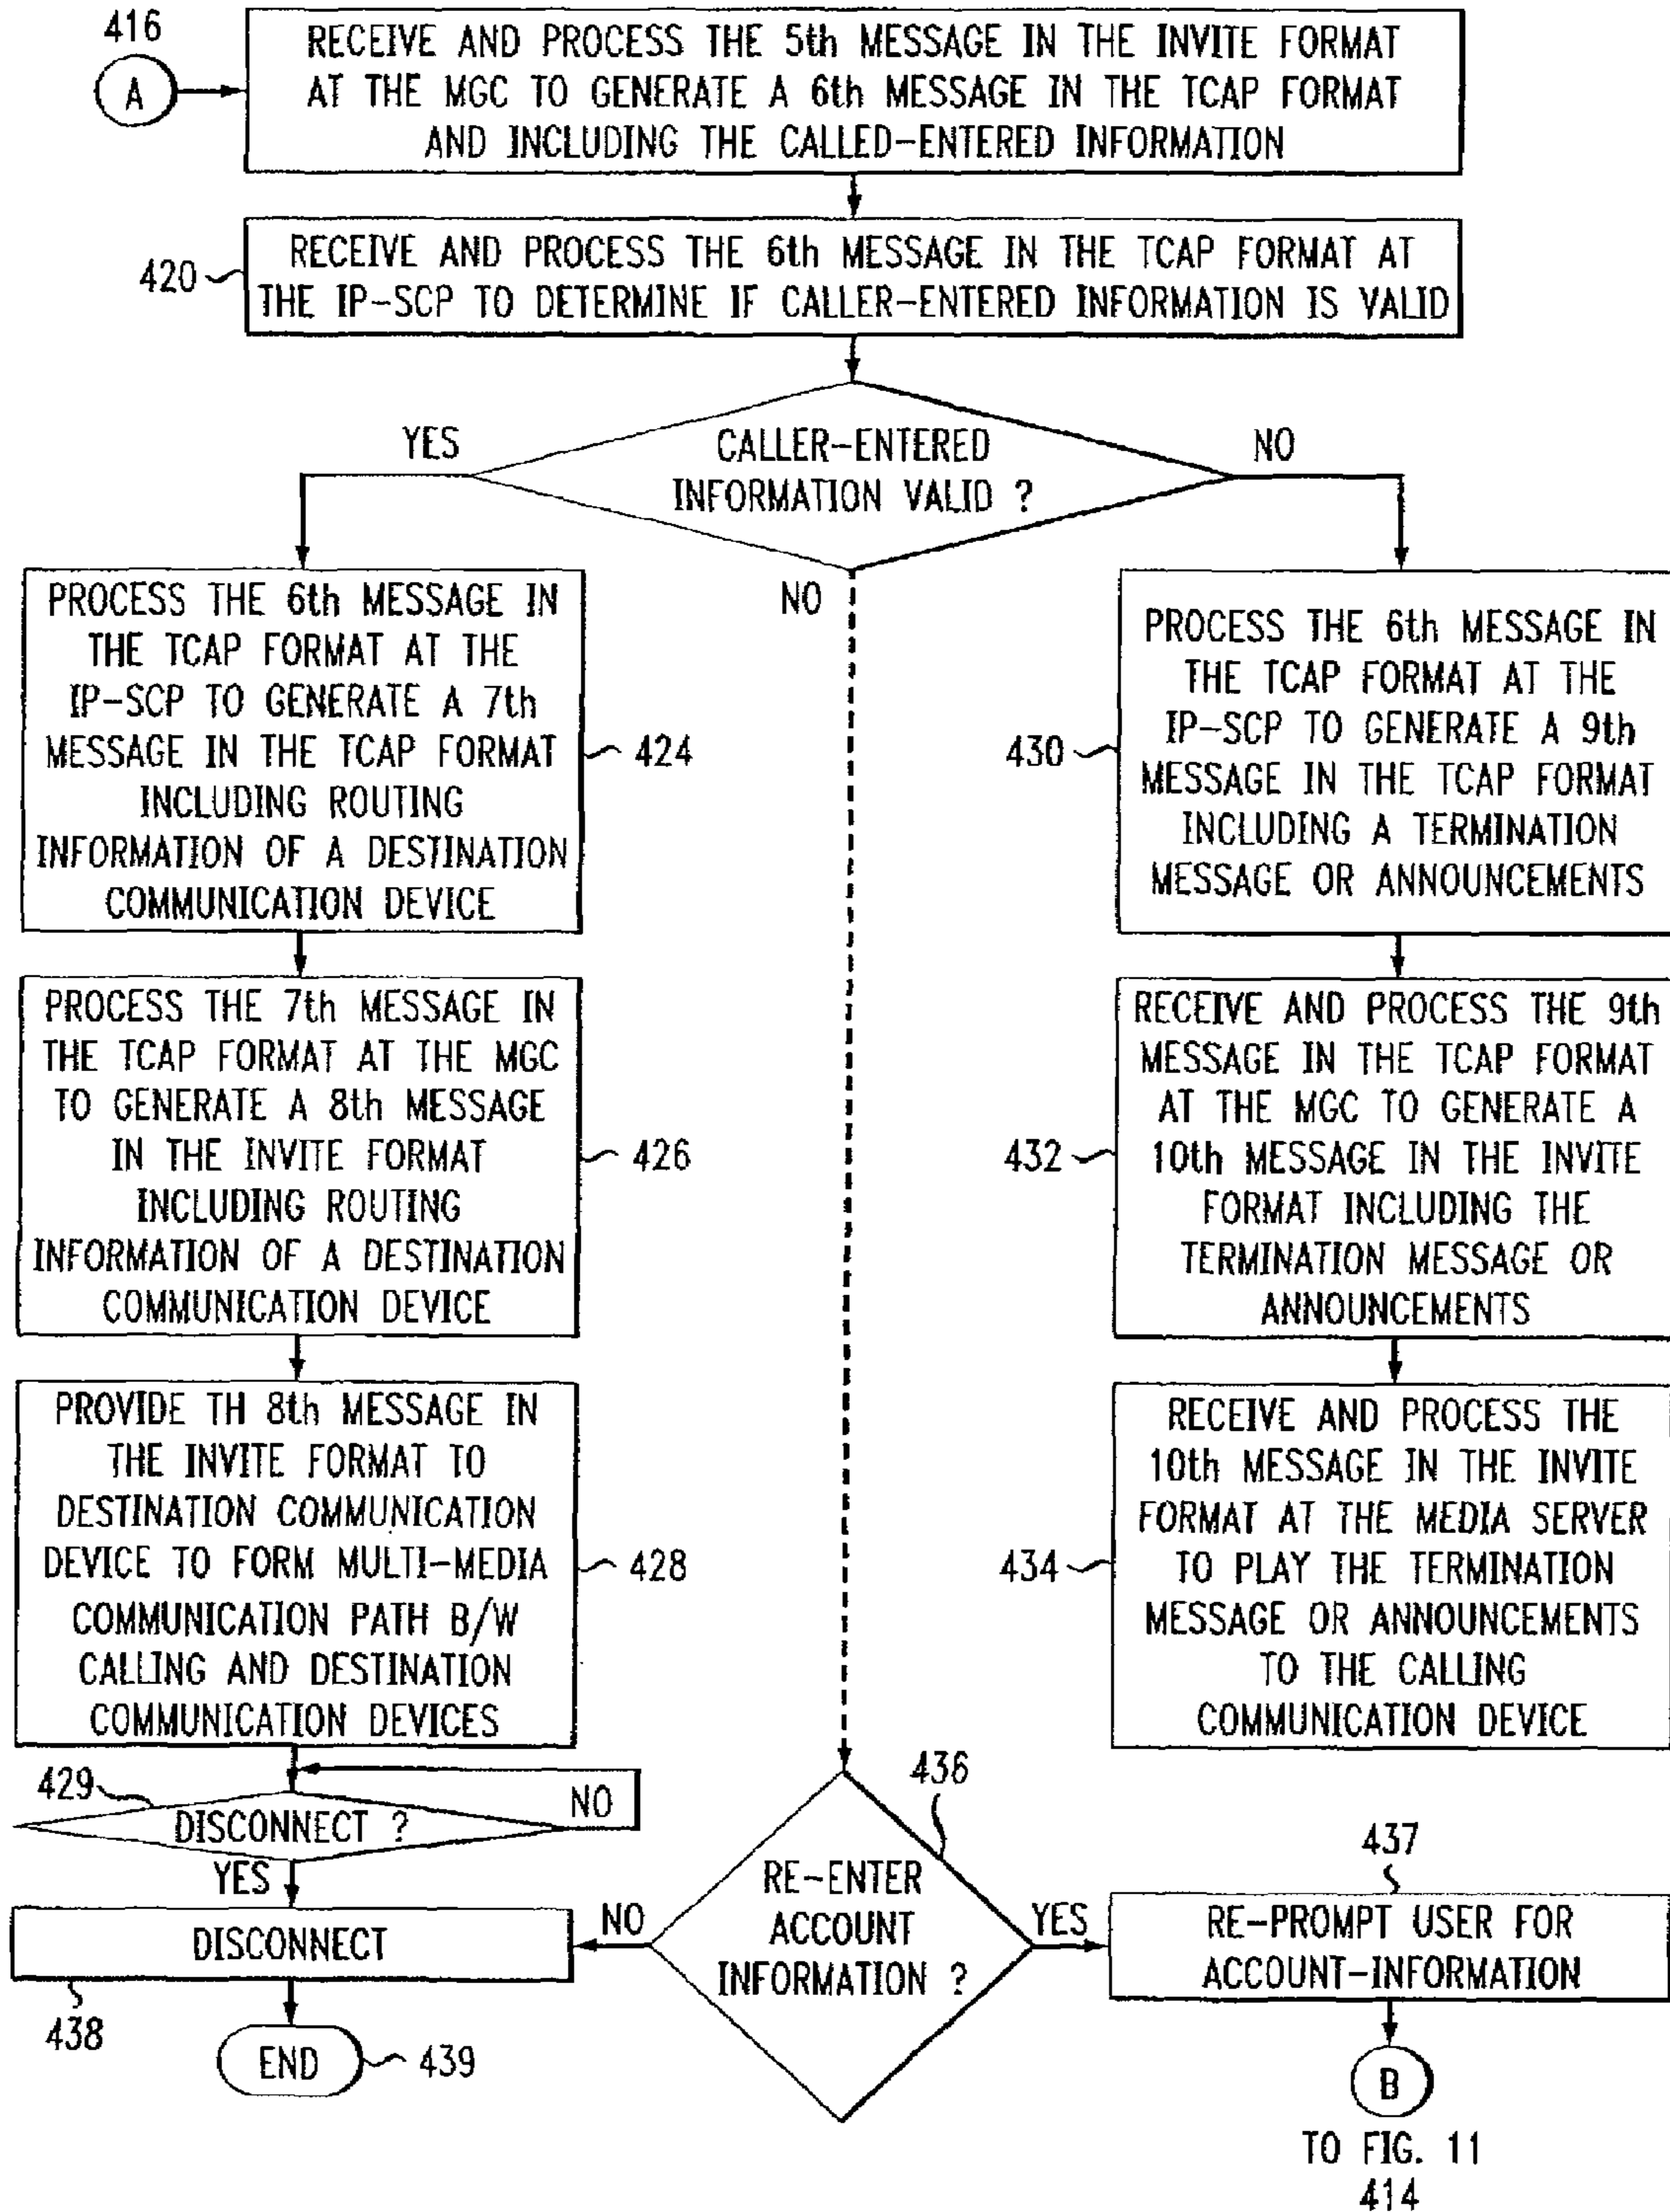 416
A
RECEIVE AND PROCESS THE 5th MESSAGE IN THE INVITE FORMAT
AT THE MGC TO GENERATE A 6th MESSAGE IN THE TCAP FORMAT
AND INCLUDING THE CALLED-ENTERED INFORMATION
420
RECEIVE AND PROCESS THE 6th MESSAGE IN THE TCAP FORMAT AT
THE IP-SCP TO DETERMINE IF CALLER-ENTERED INFORMATION IS VALID
YES
CALLER-ENTERED
INFORMATION VALID ?
NO
NO
PROCESS THE 6th MESSAGE IN
THE TCAP FORMAT AT THE
IP-SCP TO GENERATE A 7th
MESSAGE IN THE TCAP FORMAT
INCLUDING ROUTING
INFORMATION OF A DESTINATION
COMMUNICATION DEVICE
424
430
PROCESS THE 6th MESSAGE IN
THE TCAP FORMAT AT THE
IP-SCP TO GENERATE A 9th
MESSAGE IN THE TCAP FORMAT
INCLUDING A TERMINATION
MESSAGE OR ANNOUNCEMENTS
PROCESS THE 7th MESSAGE IN
THE TCAP FORMAT AT THE MGC
TO GENERATE A 8th MESSAGE
IN THE INVITE FORMAT
INCLUDING ROUTING
INFORMATION OF A DESTINATION
COMMUNICATION DEVICE
426
432
RECEIVE AND PROCESS THE 9th
MESSAGE IN THE TCAP FORMAT
AT THE MGC TO GENERATE A
10th MESSAGE IN THE INVITE
FORMAT INCLUDING THE
TERMINATION MESSAGE OR
ANNOUNCEMENTS
PROVIDE TH 8th MESSAGE IN
THE INVITE FORMAT TO
DESTINATION COMMUNICATION
DEVICE TO FORM MULTI-MEDIA
COMMUNICATION PATH B/W
CALLING AND DESTINATION
COMMUNICATION DEVICES
428
434
RECEIVE AND PROCESS THE
10th MESSAGE IN THE INVITE
FORMAT AT THE MEDIA SERVER
TO PLAY THE TERMINATION
MESSAGE OR ANNOUNCEMENTS
TO THE CALLING
COMMUNICATION DEVICE
429
DISCONNECT ?
NO
YES
436
RE-ENTER
ACCOUNT
INFORMATION ?
NO
YES
437
RE-PROMPT USER FOR
ACCOUNT-INFORMATION
DISCONNECT
438
END
439
B
TO FIG. 11
414